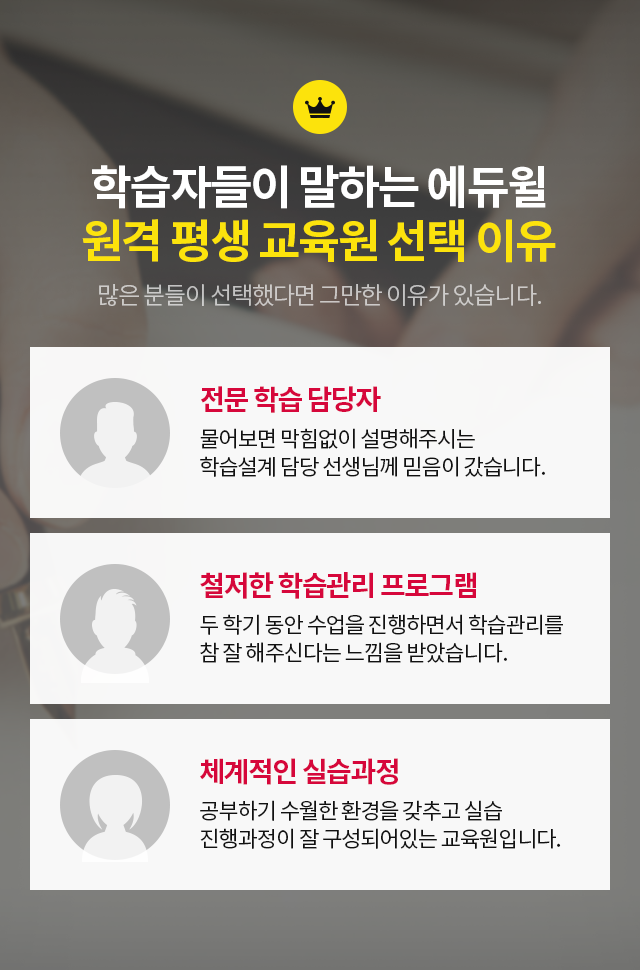 학습자들이 말하는 에듀윌
원격 평생 교육원 선택 이유
많은 분들이 선택했다면 그만한 이유가 있습니다.
전문 학습 담당자
물어보면 막힘없이 설명해주시는
학습설계 담당 선생님께 믿음이 갔습니다.
철저한 학습관리 프로그램
두 학기 동안 수업을 진행하면서 학습관리를
참 잘 해주신다는 느낌을 받았습니다.
체계적인 실습과정
공부하기 수월한 환경을 갖추고 실습
진행과정이 잘 구성되어있는 교육원입니다.